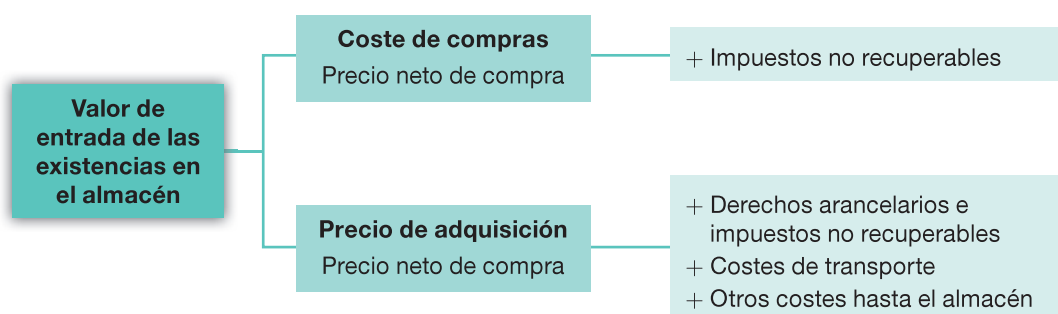 Valor de
entrada de las
existencias en
el almacén
Coste de compras
Precio neto de compra
+ Impuestos no recuperables
Precio de adquisición
Precio neto de compra
+ Derechos arancelarios e
impuestos no recuperables
+ Costes de transporte
+ Otros costes hasta el almacén